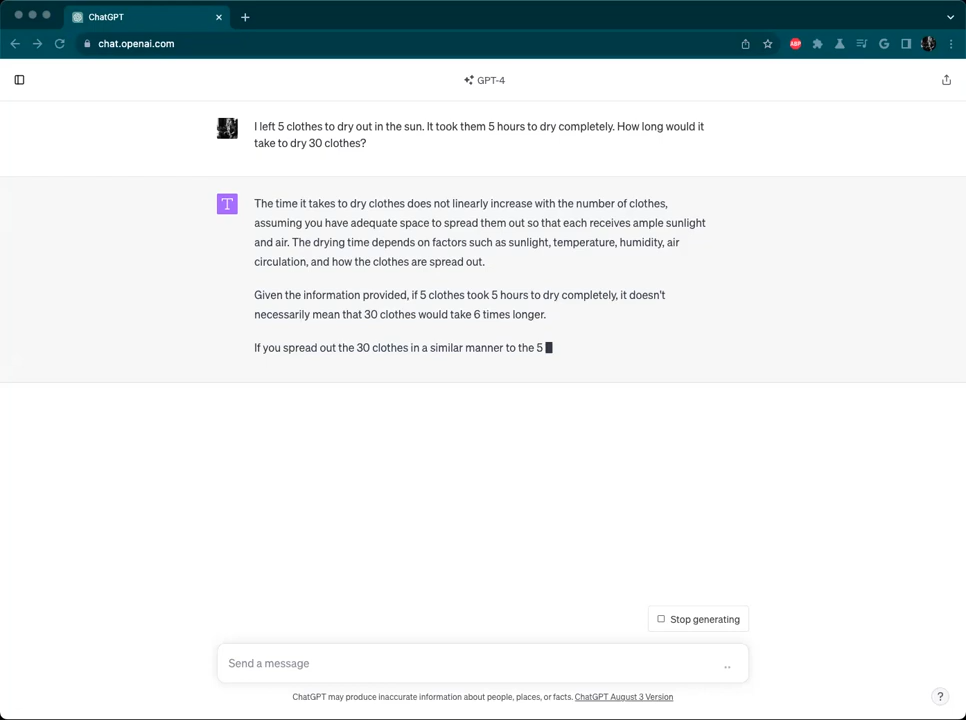 ChatGPT
chat.openai.com
ABP
G
GPT-4
I left 5 clothes to dry out in the sun. It took them 5 hours to dry completely. How long would it
take to dry 30 clothes?
T
The time it takes to dry clothes does not linearly increase with the number of clothes,
assuming you have adequate space to spread them out so that each receives ample sunlight
and air. The drying time depends on factors such as sunlight, temperature, humidity, air
circulation, and how the clothes are spread out.
Given the information provided, if 5 clothes took 5 hours to dry completely, it doesn't
necessarily mean that 30 clothes would take 6 times longer.
If you spread out the 30 clothes in a similar manner to the 5
Stop generating
Send a message
ChatGPT may produce inaccurate information about people, places, or facts. ChatGPT August 3 Version
?